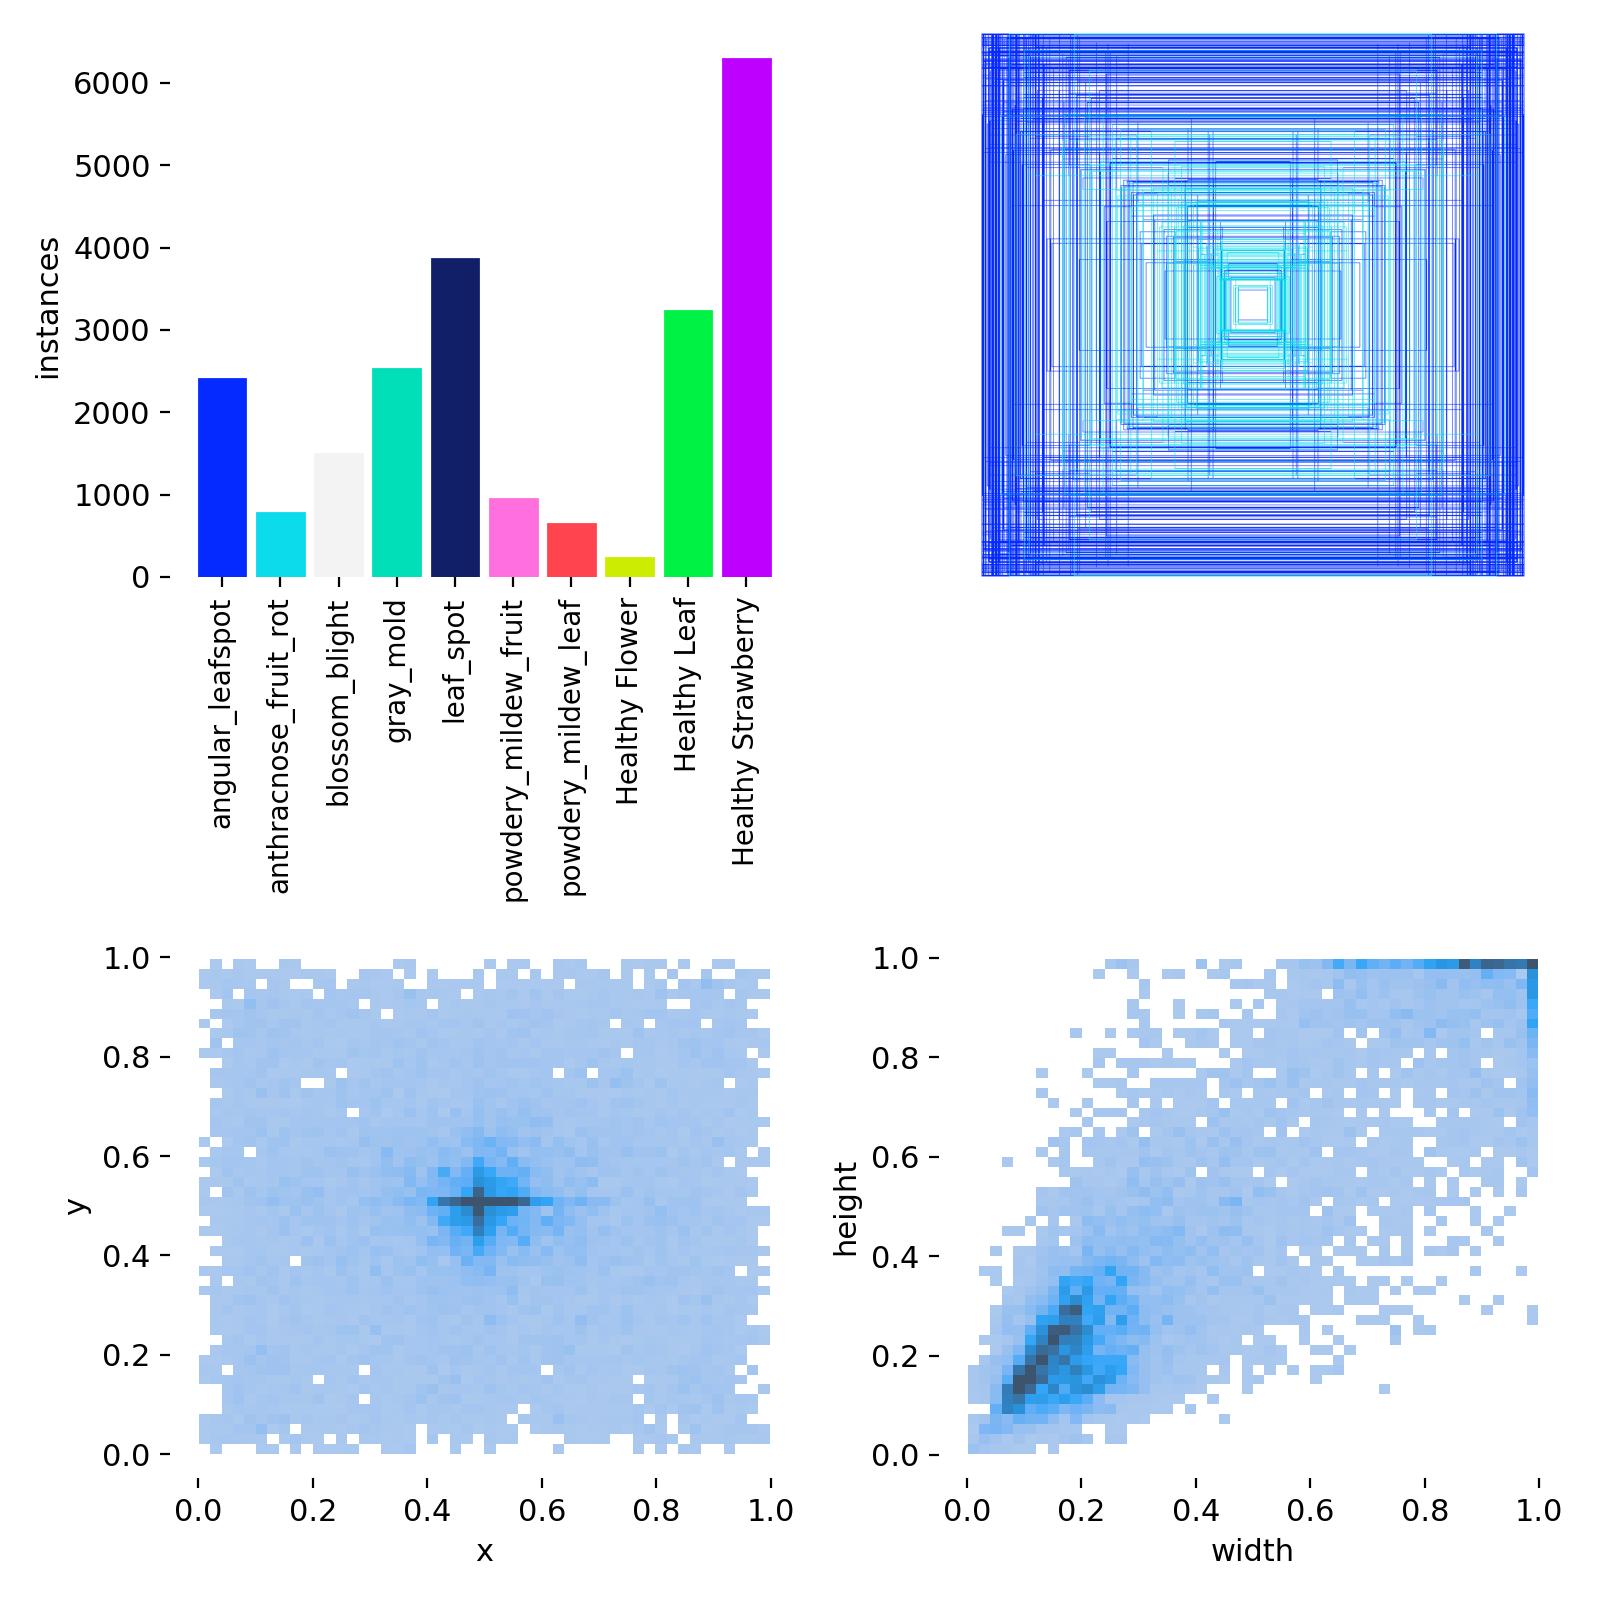 instances
6000
5000
4000
3000
2000
1000
0
angular_leafspot
anthracnose_fruit_rot
blossom_blight
gray_mold
leaf_spot
powdery_mildew_fruit
powdery_mildew_leaf
Healthy Flower
Healthy Leaf
Healthy Strawberry
y
1.0
0.8
0.6
0.4
0.2
0.0
0.0 0.2 0.4 0.6 0.8 1.0
x
height
1.0
0.8
0.6
0.4
0.2
0.0
0.0 0.2 0.4 0.6 0.8 1.0
width